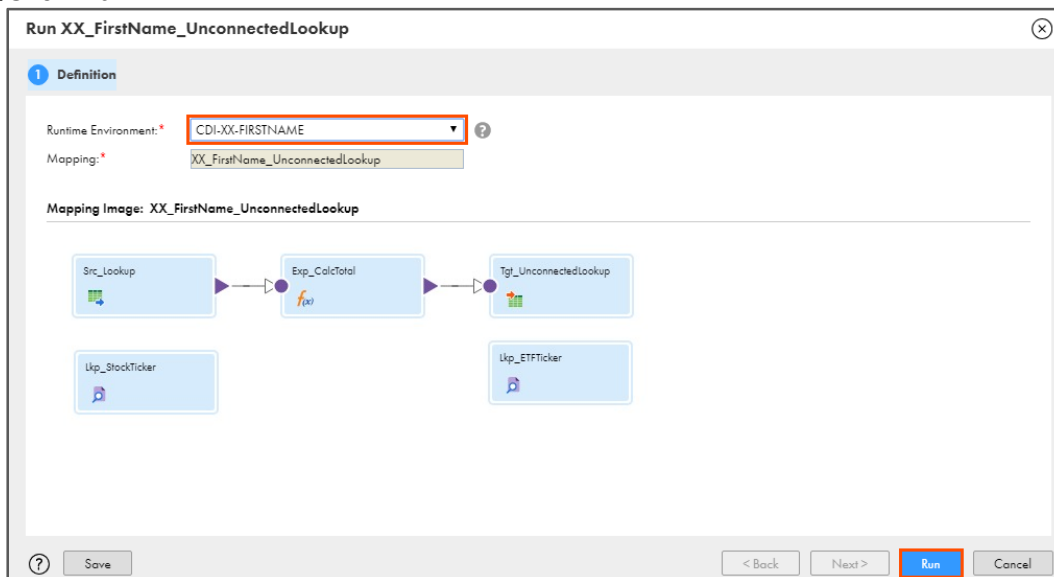 Run XX_FirstName_UnconnectedLookup
1 Definition
Runtime Environment:* CDI-XX-FIRSTNAME ?
Mapping:* XX_FirstName_UnconnectedLookup
Mapping Image: XX_FirstName_UnconnectedLookup
Src_Lookup Exp_CalcTotal Tgt_UnconnectedLookup
f(x)
Lkp_StockTicker Lkp_ETFTicker
? Save < Back Next > Run Cancel